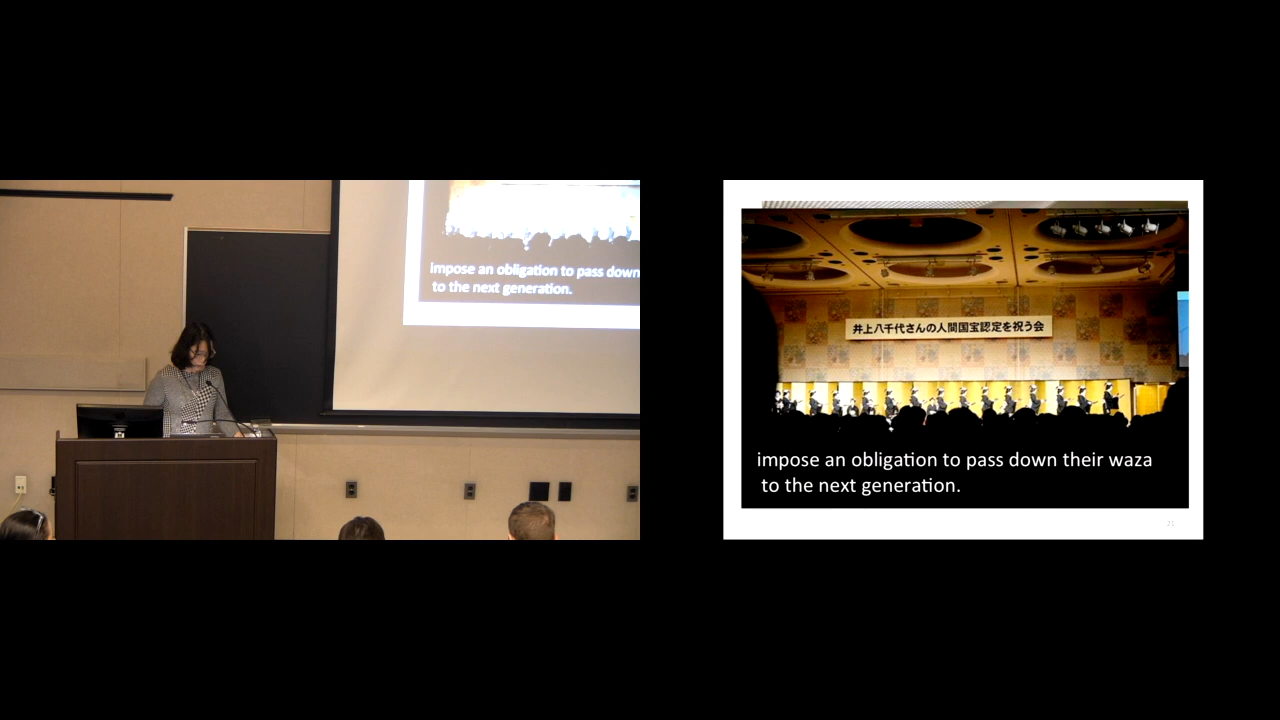 impose an obligation to pass down
to the next generation.
井上八千代さんの人間国宝認定を祝う会
impose an obligation to pass down their waza
to the next generation.
21